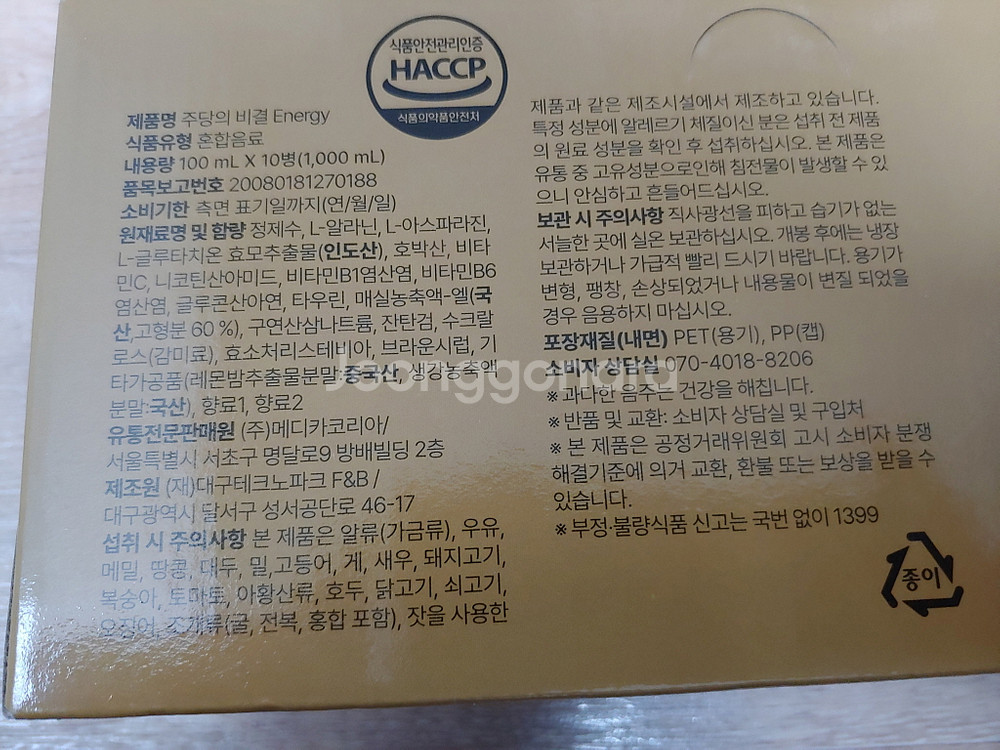 식품안전관리인증
HACCP
식품의약품안전처
제품명 주당의 비결 Energy
식품유형 혼합음료
내용량 100 mL X 10병(1,000 mL)
품목보고번호 20080181270188
소비기한 측면 표기일까지(연/월/일)
원재료명 및 함량 정제수, L-알라닌, L-아스파라진,
L-글루타치온 효모추출물(인도산), 호박산, 비타
민C, 니코틴산아미드, 비타민B1염산염, 비타민B6
염산염, 글루콘산아연, 타우린, 매실농축액-엘(국
산,고형분 60 %), 구연산삼나트륨, 잔탄검, 수크랄
로스(감미료), 효소처리스테비아, 브라운시럽, 기
타가공품(레몬밤추출물분말:중국산, 생강농축액
분말:국산), 향료1, 향료2
유통전문판매원 (주)메디카코리아/
서울특별시 서초구 명달로9 방배빌딩 2층
제조원 (재)대구테크노파크 F&B /
대구광역시 달서구 성서공단로 46-17
섭취 시 주의사항 본 제품은 알류(가금류), 우유,
메밀, 땅콩, 대두, 밀,고등어, 게, 새우, 돼지고기,
복숭아, 토마토, 아황산류, 호두, 닭고기, 쇠고기,
오징어, 조개류(굴, 전복, 홍합 포함), 잣을 사용한
제품과 같은 제조시설에서 제조하고 있습니다.
특정 성분에 알레르기 체질이신 분은 섭취 전 제품
의 원료 성분을 확인 후 섭취하십시오. 본 제품은
유통 중 고유성분으로인해 침전물이 발생할 수 있
으니 안심하고 흔들어드십시오.
보관 시 주의사항 직사광선을 피하고 습기가 없는
서늘한 곳에 실온 보관하십시오. 개봉 후에는 냉장
보관하거나 가급적 빨리 드시기 바랍니다. 용기가
변형, 팽창, 손상되었거나 내용물이 변질 되었을
경우 음용하지 마십시오.
포장재질(내면) PET(용기), PP(캡)
소비자 상담실 070-4018-8206
※ 과다한 음주는 건강을 해칩니다.
※ 반품 및 교환: 소비자 상담실 및 구입처
※ 본 제품은 공정거래위원회 고시 소비자 분쟁
해결기준에 의거 교환, 환불 또는 보상을 받을 수
있습니다.
※ 부정·불량식품 신고는 국번 없이 1399
종이
Joonggonara